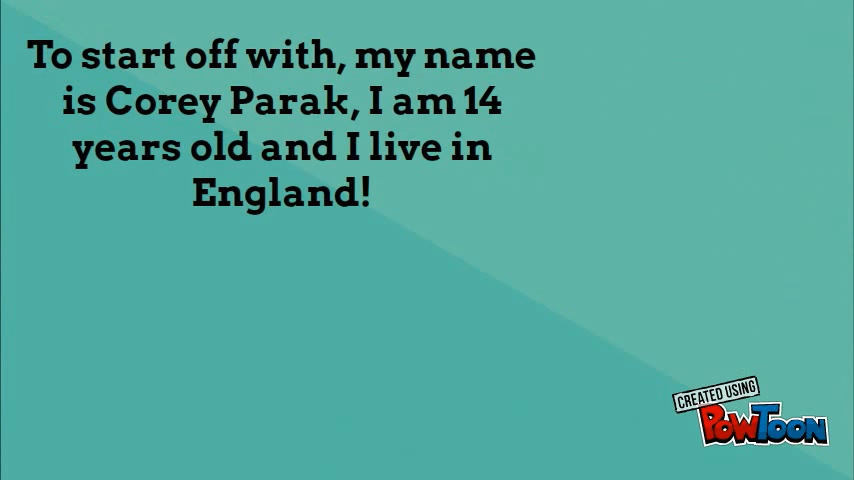 To start off with, my name
is Corey Parak, I am 14
years old and I live in
England!
CREATED USING
POWTOON